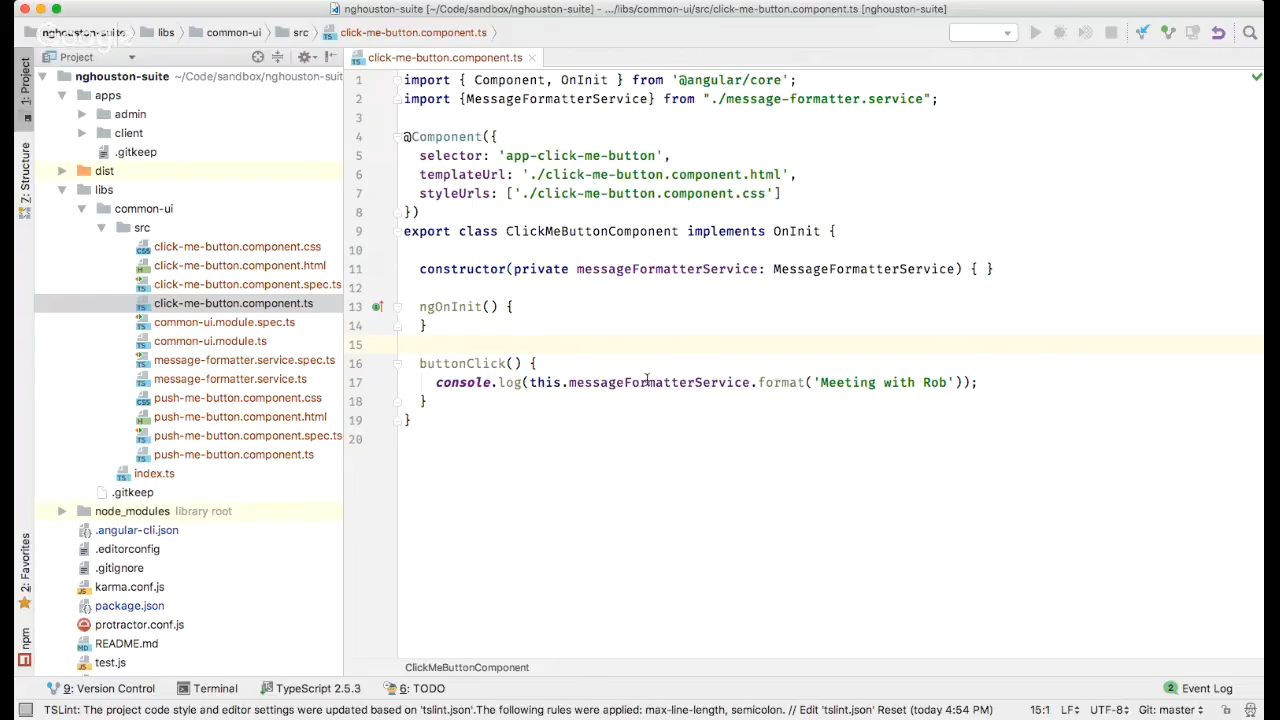 nghouston-suite [~/Code/sandbox/nghouston-suite] - .../libs/common-ui/src/click-me-button.component.ts [nghouston-suite]
nghouston-suite libs common-ui src click-me-button.component.ts
Google
Project
click-me-button.component.ts
1: Project
Z: Structure
2: Favorites
npm
nghouston-suite ~/Code/sandbox/nghouston-suit
apps
admin
client
.gitkeep
dist
libs
common-ui
src
click-me-button.component.css
click-me-button.component.html
click-me-button.component.spec.ts
click-me-button.component.ts
common-ui.module.spec.ts
common-ui.module.ts
message-formatter.service.spec.ts
message-formatter.service.ts
push-me-button.component.css
push-me-button.component.html
push-me-button.component.spec.ts
push-me-button.component.ts
index.ts
.gitkeep
node_modules library root
.angular-cli.json
.editorconfig
.gitignore
karma.conf.js
package.json
protractor.conf.js
README.md
test.js
1 import { Component, OnInit } from '@angular/core';
2 import {MessageFormatterService} from "./message-formatter.service";
3
4 @Component({
5 selector: 'app-click-me-button',
6 templateUrl: './click-me-button.component.html',
7 styleUrls: ['./click-me-button.component.css']
8 })
9 export class ClickMeButtonComponent implements OnInit {
10
11 constructor(private messageFormatterService: MessageFormatterService) { }
12
13 ngOnInit() {
14 }
15
16 buttonClick() {
17 console.log(this.messageFormatterService.format('Meeting with Rob'));
18 }
19 }
20
ClickMeButtonComponent
9: Version Control Terminal TypeScript 2.5.3 6: TODO 2 Event Log
TSLint: The project code style and editor settings were updated based on 'tslint.json'.The following rules were applied: max-line-length, semicolon. // Edit 'tslint.json' Reset (today 4:54 PM) 15:1 LF÷ UTF-8÷ Git: master÷